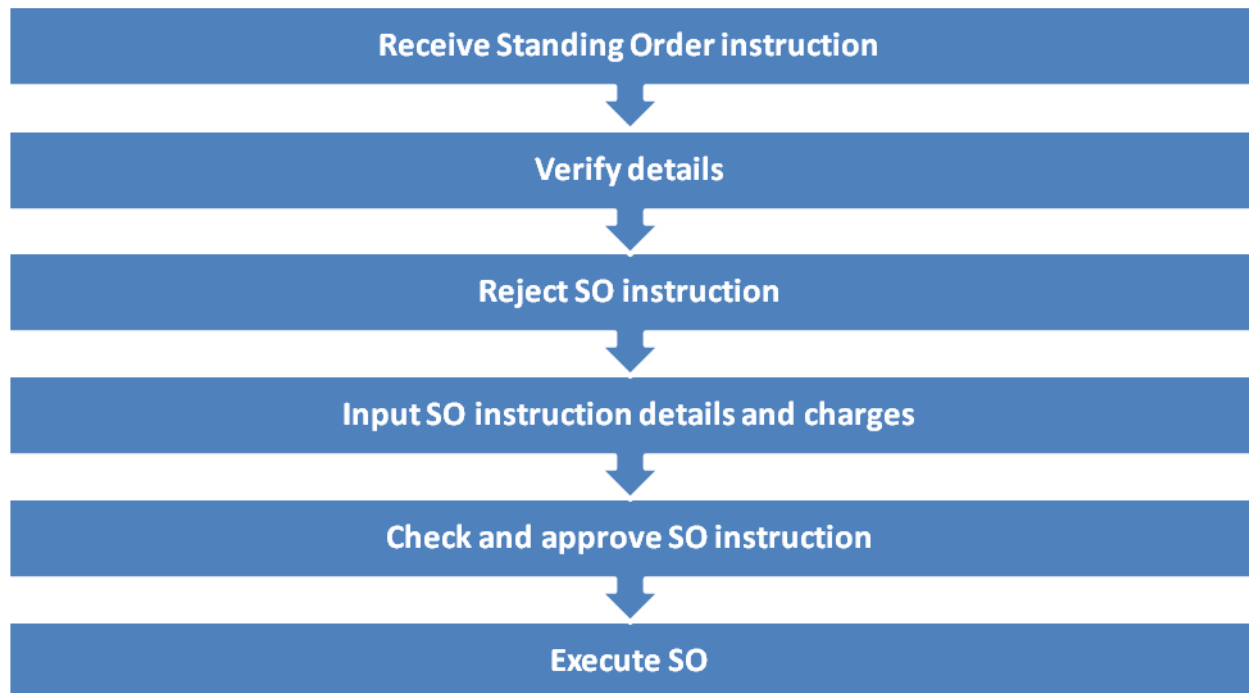 Receive Standing Order instruction
Verify details
Reject SO instruction
Input SO instruction details and charges
Check and approve SO instruction
Execute SO